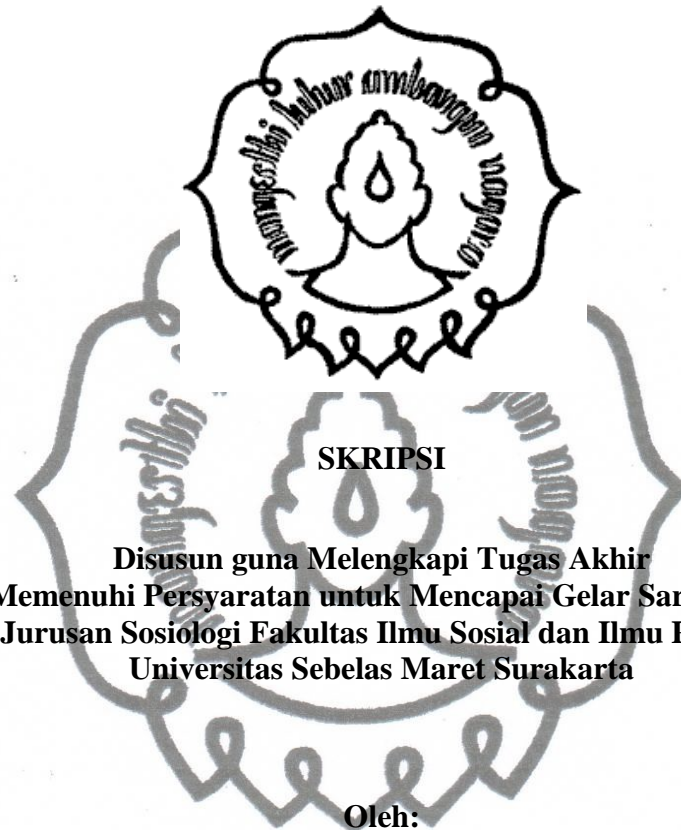 mangesthi luhur ambangun nagara
SKRIPSI
Disusun guna Melengkapi Tugas Akhir
Memenuhi Persyaratan untuk Mencapai Gelar Sar
Jurusan Sosiologi Fakultas Ilmu Sosial dan Ilmu P
Universitas Sebelas Maret Surakarta
Oleh: